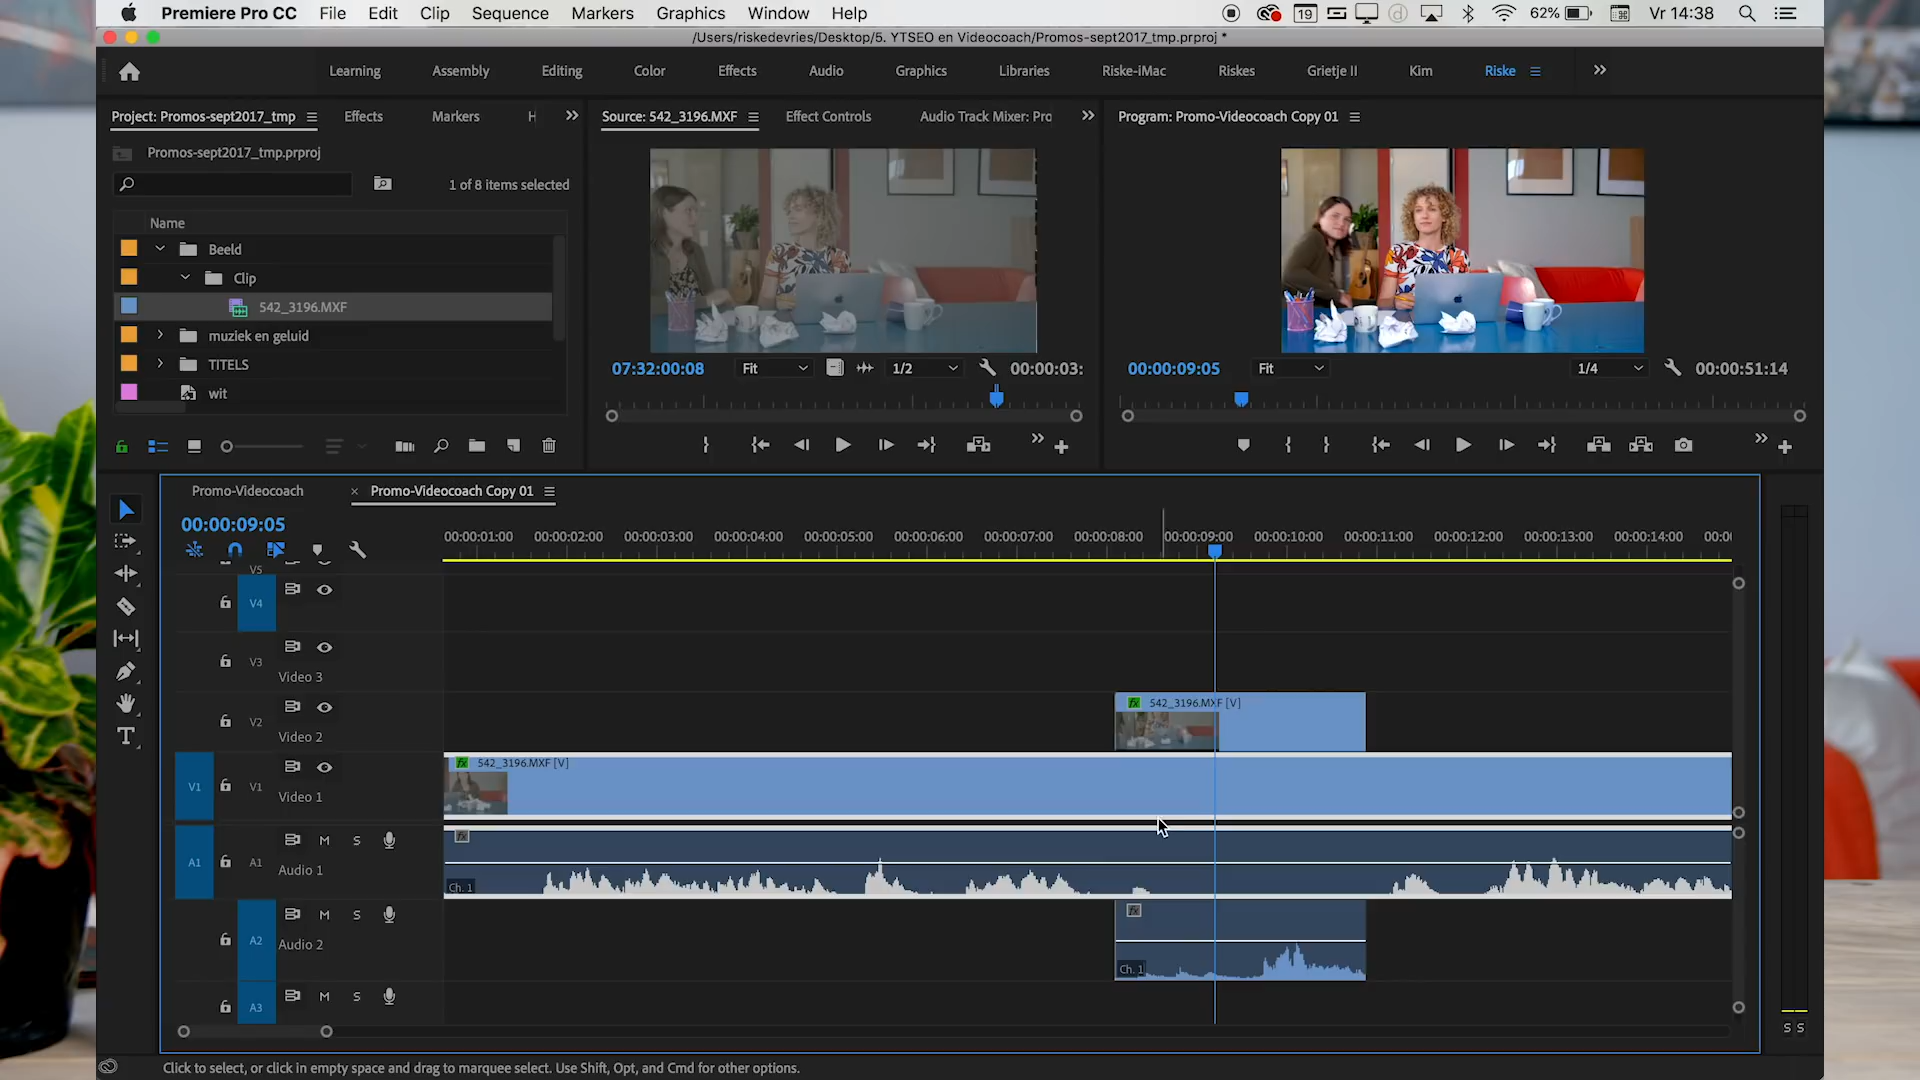 Premiere Pro CC File Edit Clip Sequence Markers Graphics Window Help 19 62% Vr 14:38
/Users/riskedevries/Desktop/5. YTSEO en Videocoach/Promos-sept2017_tmp.prproj *
Learning Assembly Editing Color Effects Audio Graphics Libraries Riske-iMac Riskes Grietje II Kim Riske
Project: Promos-sept2017_tmp Effects Markers H
Source: 542_3196.MXF Effect Controls Audio Track Mixer: Pro
Program: Promo-Videocoach Copy 01
Promos-sept2017_tmp.prproj
1 of 8 items selected
Name
Beeld
Clip
542_3196.MXF
muziek en geluid
TITELS
wit
07:32:00:08 Fit 1/2 00:00:03:
00:00:09:05 Fit 1/4 00:00:51:14
Promo-Videocoach × Promo-Videocoach Copy 01
00:00:09:05
00:00:01:00 00:00:02:00 00:00:03:00 00:00:04:00 00:00:05:00 00:00:06:00 00:00:07:00 00:00:08:00 00:00:09:00 00:00:10:00 00:00:11:00 00:00:12:00 00:00:13:00 00:00:14:00 00:00
V5
V4
V3
Video 3
fx 542_3196.MXF [V]
V2
Video 2
fx 542_3196.MXF [V]
V1 V1
Video 1
M S fx
A1 A1
Audio 1
Ch. 1
M S fx
A2
Audio 2
Ch. 1
M S
A3
S S
Click to select, or click in empty space and drag to marquee select. Use Shift, Opt, and Cmd for other options.